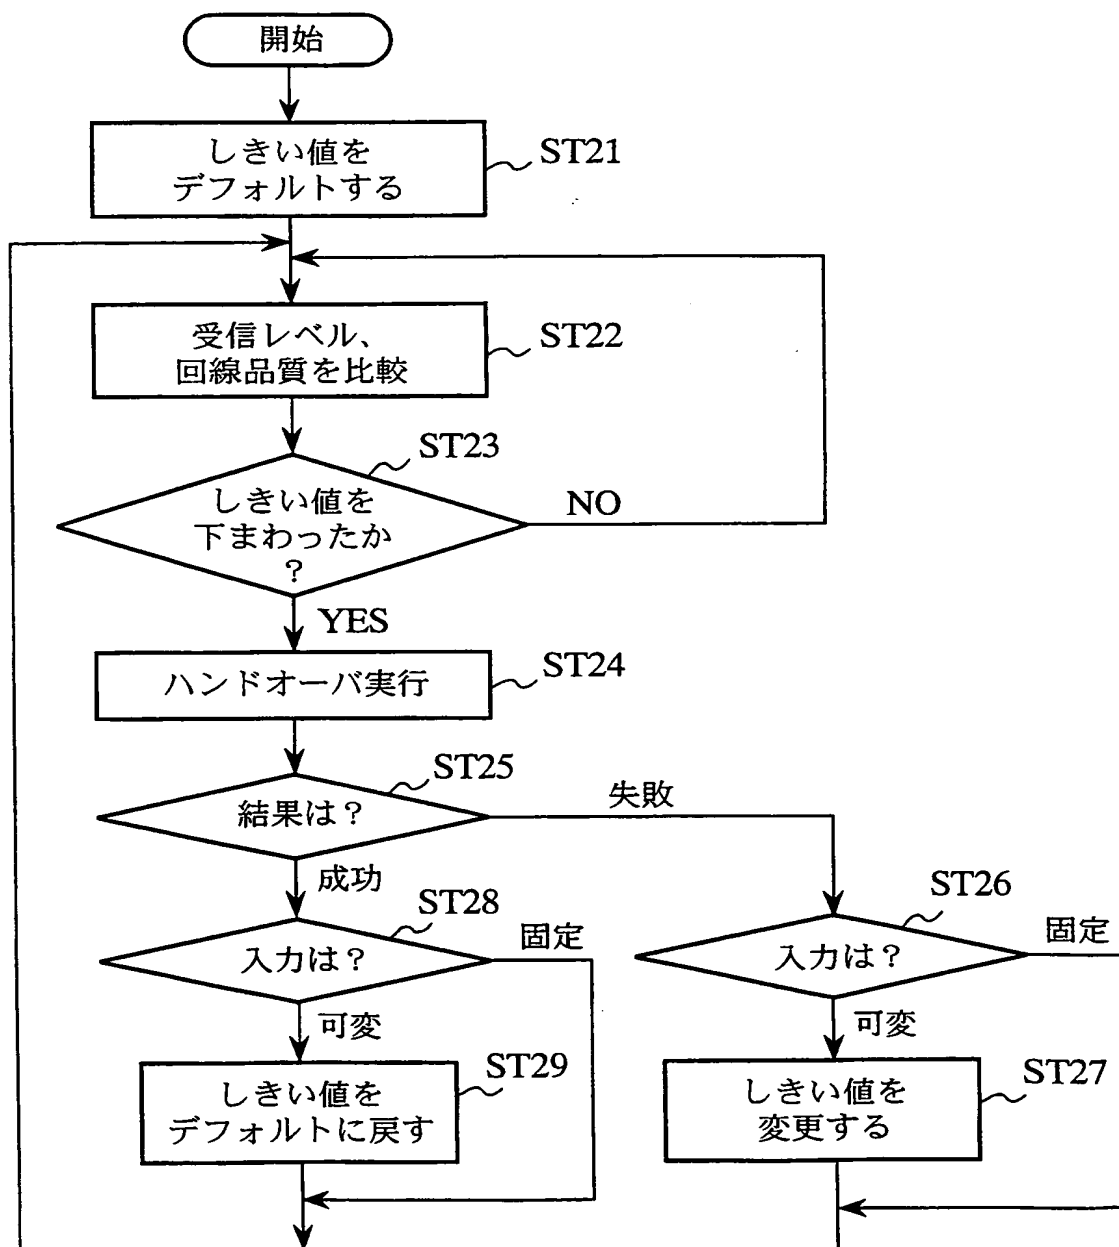 開始
しきい値を
デフォルトする
ST21
受信レベル、
回線品質を比較
ST22
ST23
しきい値を
下まわったか
?
NO
YES
ハンドオーバ実行
ST24
ST25
結果は?
失敗
成功
ST28
入力は?
固定
ST26
入力は?
固定
可変
可変
しきい値を
デフォルトに戻す
ST29
しきい値を
変更する
ST27